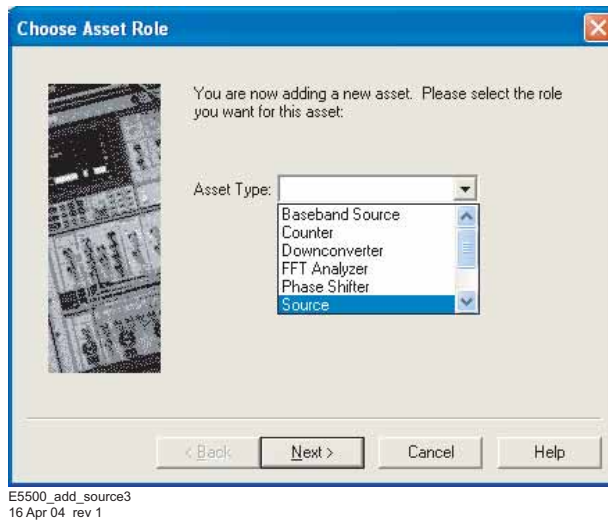 Choose Asset Role
You are now adding a new asset. Please select the role
you want for this asset:
Asset Type:
Baseband Source
Counter
Downconverter
FFT Analyzer
Phase Shifter
Source
< Back
Next >
Cancel
Help
E5500_add_source3
16 Apr 04 rev 1